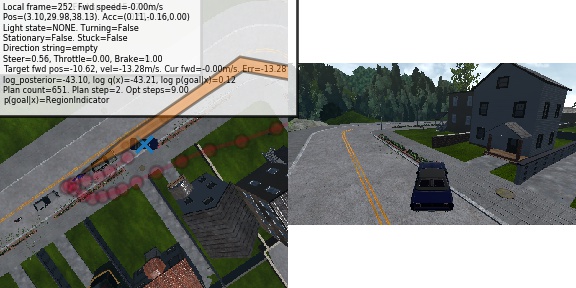 Local frame=252. Fwd speed=-0.00m/s
Pos=(3.10,29.98,38.13). Acc=(0.11,-0.16,0.00)
Light state=NONE. Turning=False
Stationary=False. Stuck=False
Direction string=empty
Steer=0.56, Throttle=0.00, Brake=1.00
Target fwd pos=-10.62, vel=-13.28m/s. Cur fwd=-0.00m/s. Err=-13.28
log_posterior=-43.10, log q(x)=-43.21, log p(goal|x)=0.12
Plan count=651. Plan step=2. Opt steps=9.00
p(goal|x)=RegionIndicator